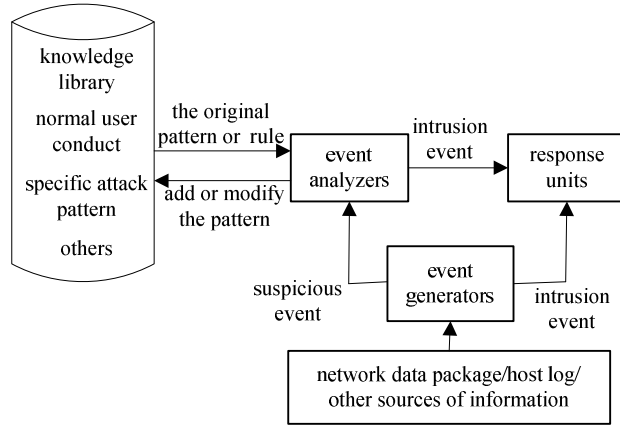 knowledge
library
normal user
conduct
specific attack
pattern
others
the original
pattern or rule
add or modify
the pattern
event
analyzers
intrusion
event
response
units
suspicious
event
event
generators
intrusion
event
network data package/host log/
other sources of information